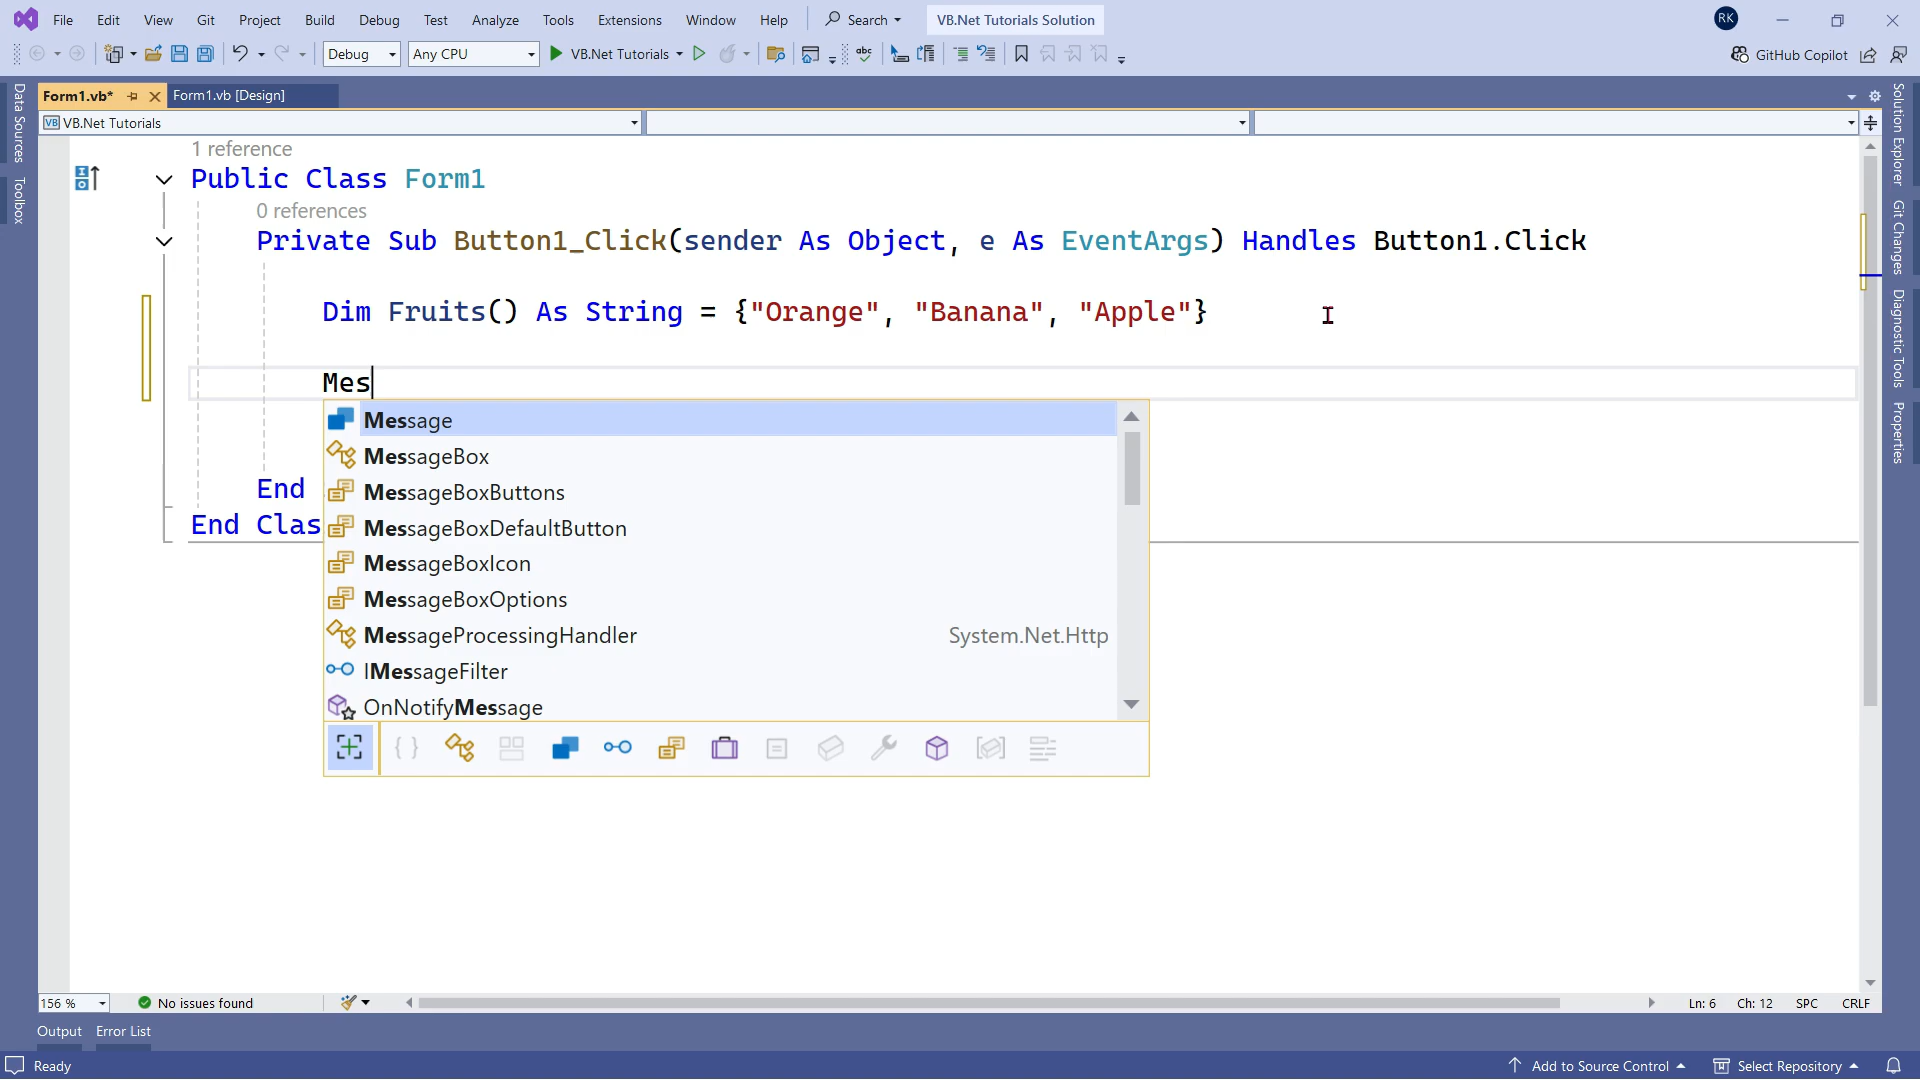 File Edit View Git Project Build Debug Test Analyze Tools Extensions Window Help Search VB.Net Tutorials Solution RK
Debug Any CPU VB.Net Tutorials abc GitHub Copilot
Form1.vb* Form1.vb [Design]
VB VB.Net Tutorials
Data Sources
Toolbox
Solution Explorer
Git Changes
Diagnostic Tools
Properties
1 reference
Public Class Form1
0 references
Private Sub Button1_Click(sender As Object, e As EventArgs) Handles Button1.Click
Dim Fruits() As String = {"Orange", "Banana", "Apple"}
Mes
Message
MessageBox
MessageBoxButtons
MessageBoxDefaultButton
MessageBoxIcon
MessageBoxOptions
MessageProcessingHandler System.Net.Http
IMessageFilter
OnNotifyMessage
End
End Clas
156 % No issues found Ln: 6 Ch: 12 SPC CRLF
Output Error List
Ready Add to Source Control Select Repository